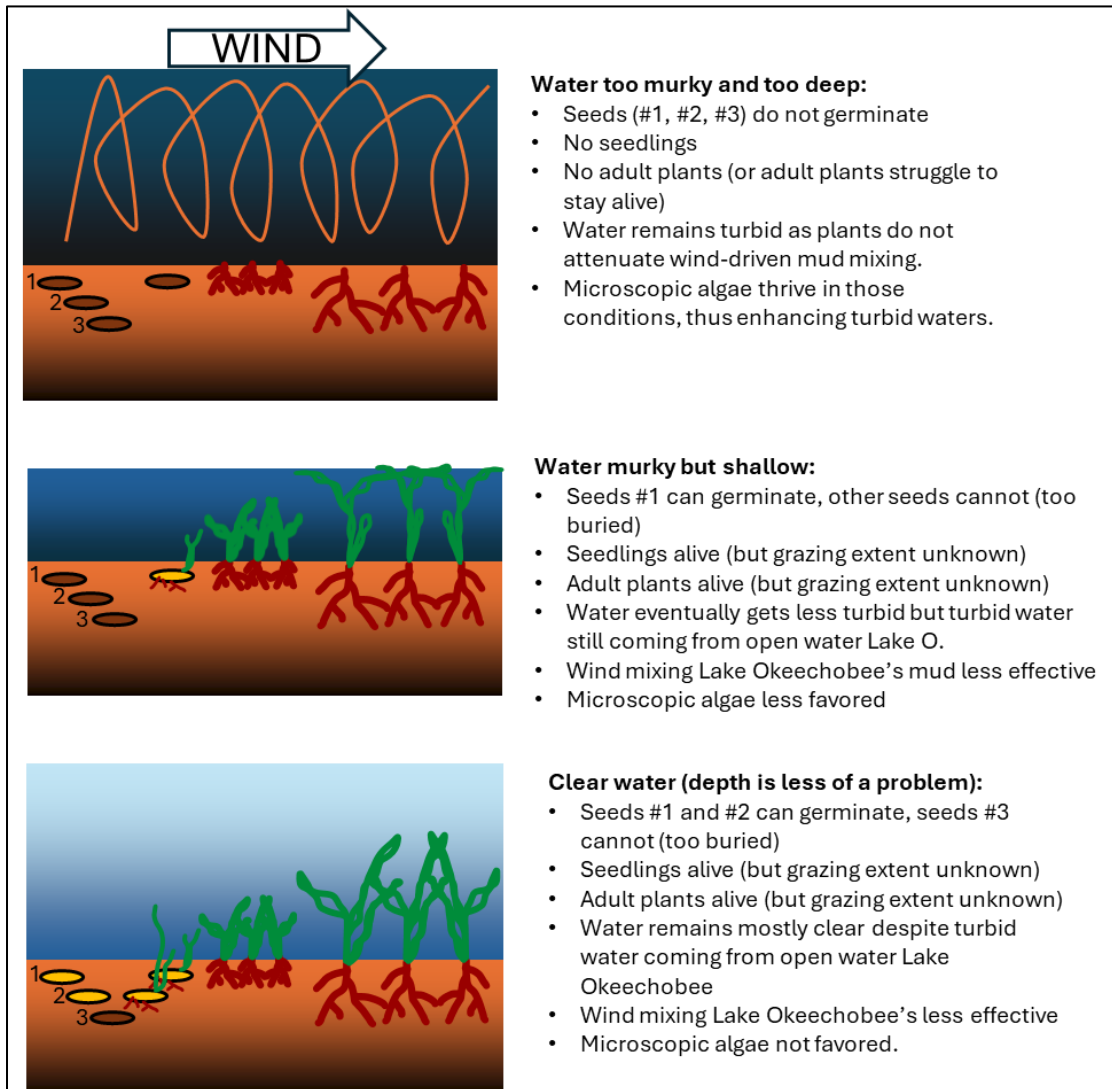 WIND
Water too murky and too deep:
• Seeds (#1, #2, #3) do not germinate
• No seedlings
• No adult plants (or adult plants struggle to
stay alive)
• Water remains turbid as plants do not
attenuate wind-driven mud mixing.
• Microscopic algae thrive in those
conditions, thus enhancing turbid waters.
1
2
3
Water murky but shallow:
• Seeds #1 can germinate, other seeds cannot (too
buried)
• Seedlings alive (but grazing extent unknown)
• Adult plants alive (but grazing extent unknown)
• Water eventually gets less turbid but turbid water
still coming from open water Lake O.
• Wind mixing Lake Okeechobee’s mud less effective
• Microscopic algae less favored
1
2
3
Clear water (depth is less of a problem):
• Seeds #1 and #2 can germinate, seeds #3
cannot (too buried)
• Seedlings alive (but grazing extent unknown)
• Adult plants alive (but grazing extent unknown)
• Water remains mostly clear despite turbid
water coming from open water Lake
Okeechobee
• Wind mixing Lake Okeechobee’s less effective
• Microscopic algae not favored.
1
2
3